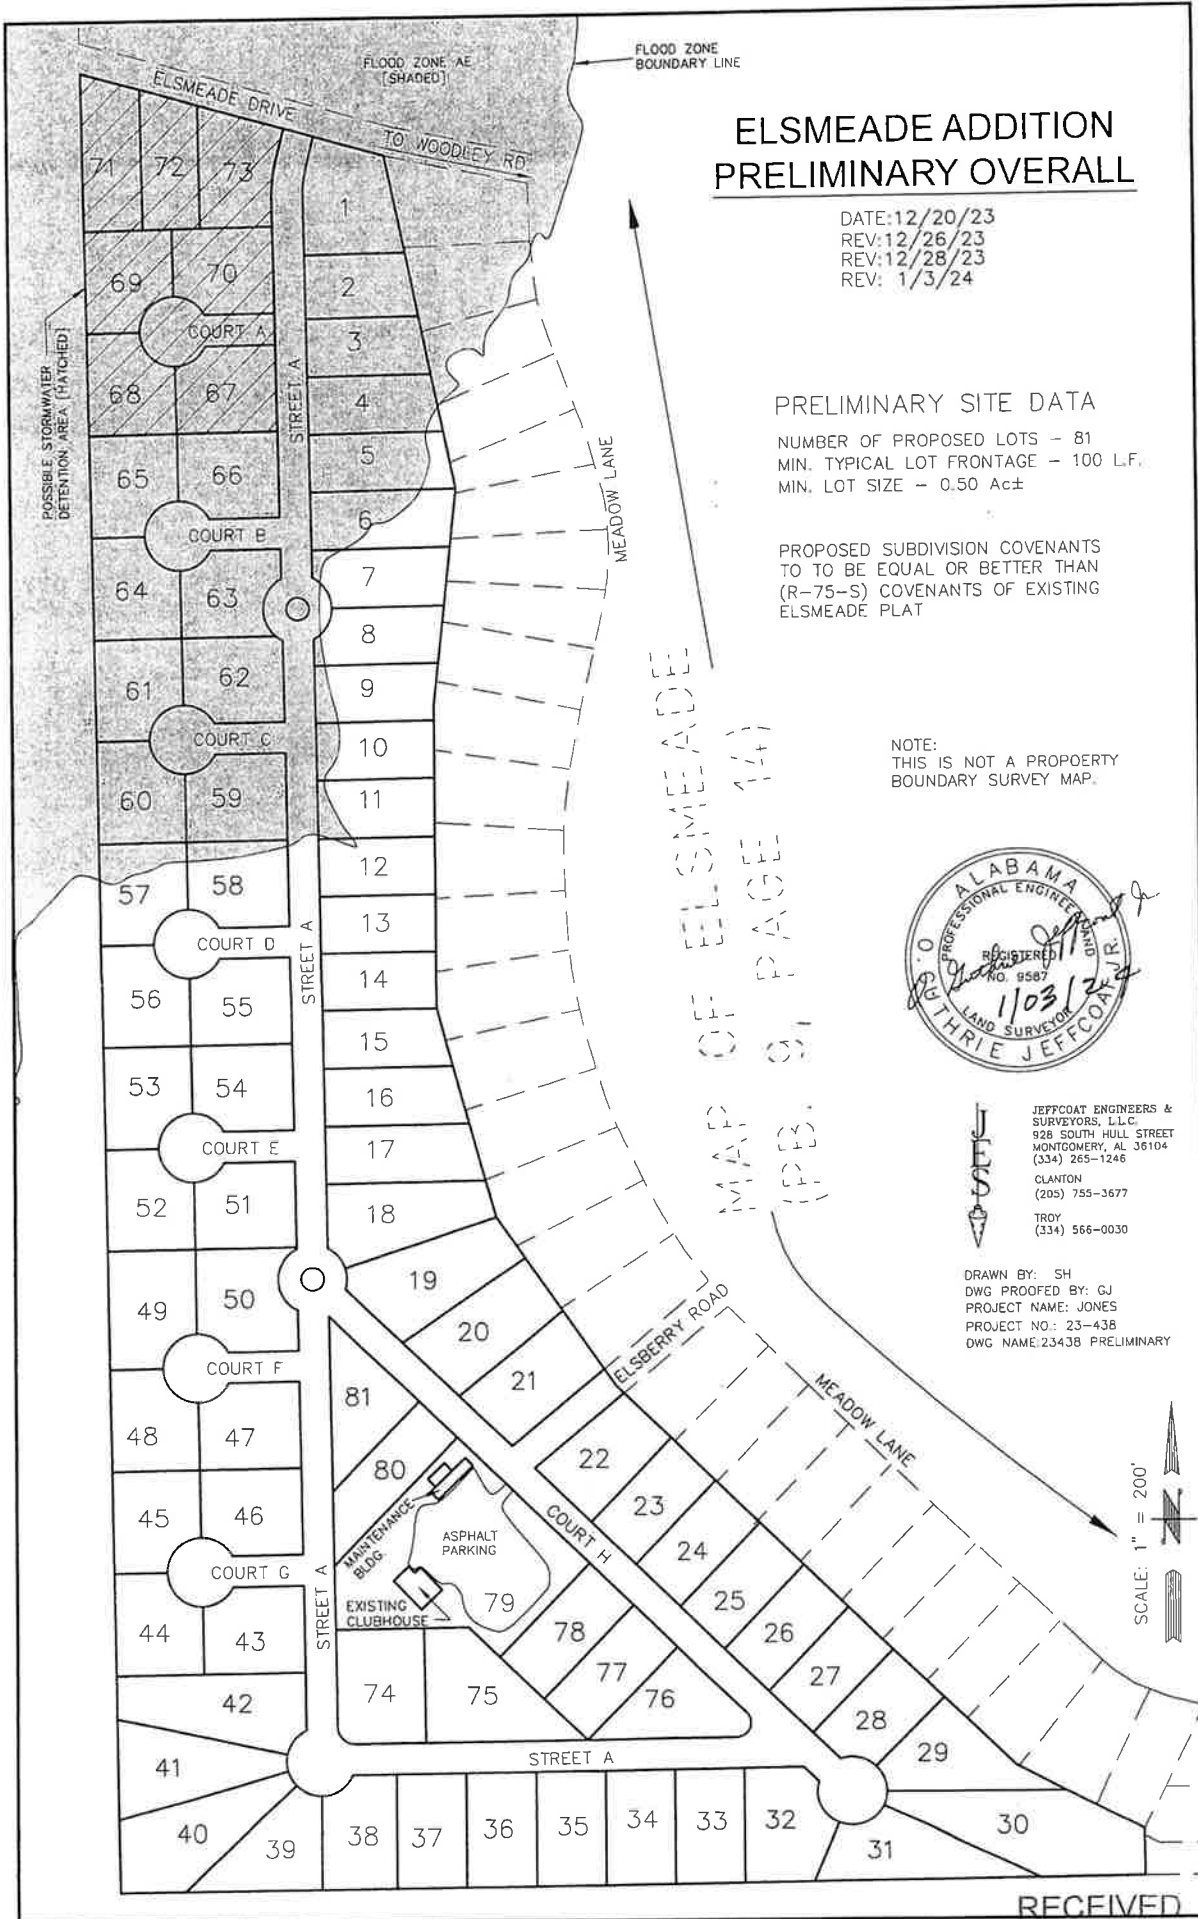 FLOOD ZONE AE
[SHADED]
FLOOD ZONE
BOUNDARY LINE
ELSMEADE DRIVE
TO WOODLEY RD
ELSMEADE ADDITION
PRELIMINARY OVERALL
DATE:12/20/23
REV:12/26/23
REV:12/28/23
REV: 1/3/24
PRELIMINARY SITE DATA
NUMBER OF PROPOSED LOTS - 81
MIN. TYPICAL LOT FRONTAGE - 100 L.F.
MIN. LOT SIZE - 0.50 Ac±
PROPOSED SUBDIVISION COVENANTS
TO TO BE EQUAL OR BETTER THAN
(R-75-S) COVENANTS OF EXISTING
ELSMEADE PLAT
NOTE:
THIS IS NOT A PROPOERTY
BOUNDARY SURVEY MAP.
ALABAMA
PROFESSIONAL ENGINEER AND
REGISTERED
NO. 9587
1/03/24
LAND SURVEYOR
O. GUTHRIE JEFFCOAT JR.
O Guthrie Jeffcoat Jr.
JES
JEFFCOAT ENGINEERS &
SURVEYORS, L.L.C.
928 SOUTH HULL STREET
MONTGOMERY, AL 36104
(334) 265-1246
CLANTON
(205) 755-3677
TROY
(334) 566-0030
DRAWN BY: SH
DWG PROOFED BY: GJ
PROJECT NAME: JONES
PROJECT NO.: 23-438
DWG NAME:23438 PRELIMINARY
SCALE: 1" = 200'
N
MAP OF ELSMEADE
(PB. 9, PAGE 14)
MEADOW LANE
ELSBERRY ROAD
MEADOW LANE
POSSIBLE STORMWATER
DETENTION AREA [HATCHED]
71
72
73
1
69
70
2
COURT A
3
68
67
4
STREET A
65
66
5
6
COURT B
64
63
7
8
61
62
9
COURT C
10
60
59
11
57
58
12
COURT D
13
STREET A
56
55
14
15
53
54
16
COURT E
17
52
51
18
49
50
19
20
COURT F
21
81
48
47
80
22
45
46
23
MAINTENANCE
BLDG.
ASPHALT
PARKING
COURT H
24
COURT G
STREET A
EXISTING
CLUBHOUSE
79
25
44
43
78
26
77
27
42
74
75
76
28
41
STREET A
29
40
39
38
37
36
35
34
33
32
31
30
RECEIVED